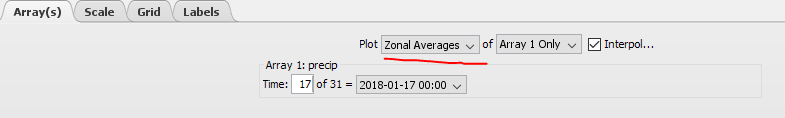 Array(s) Scale Grid Labels
Plot Zonal Averages of Array 1 Only Interpol...
Array 1: precip
Time: 17 of 31 = 2018-01-17 00:00